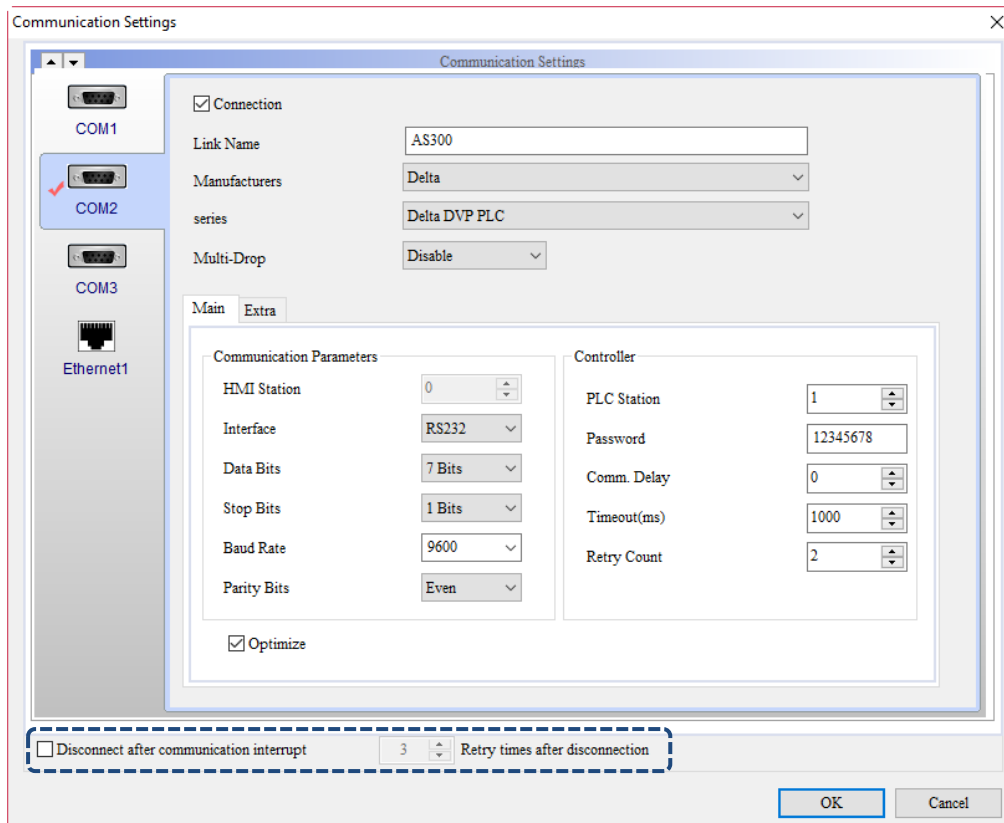 Communication Settings
Communication Settings
COM1
COM2
COM3
Ethernet1
Connection
Link Name AS300
Manufacturers Delta
series Delta DVP PLC
Multi-Drop Disable
Main Extra
Communication Parameters
HMI Station 0
Interface RS232
Data Bits 7 Bits
Stop Bits 1 Bits
Baud Rate 9600
Parity Bits Even
Optimize
Controller
PLC Station 1
Password 12345678
Comm. Delay 0
Timeout(ms) 1000
Retry Count 2
Disconnect after communication interrupt 3 Retry times after disconnection
OK Cancel